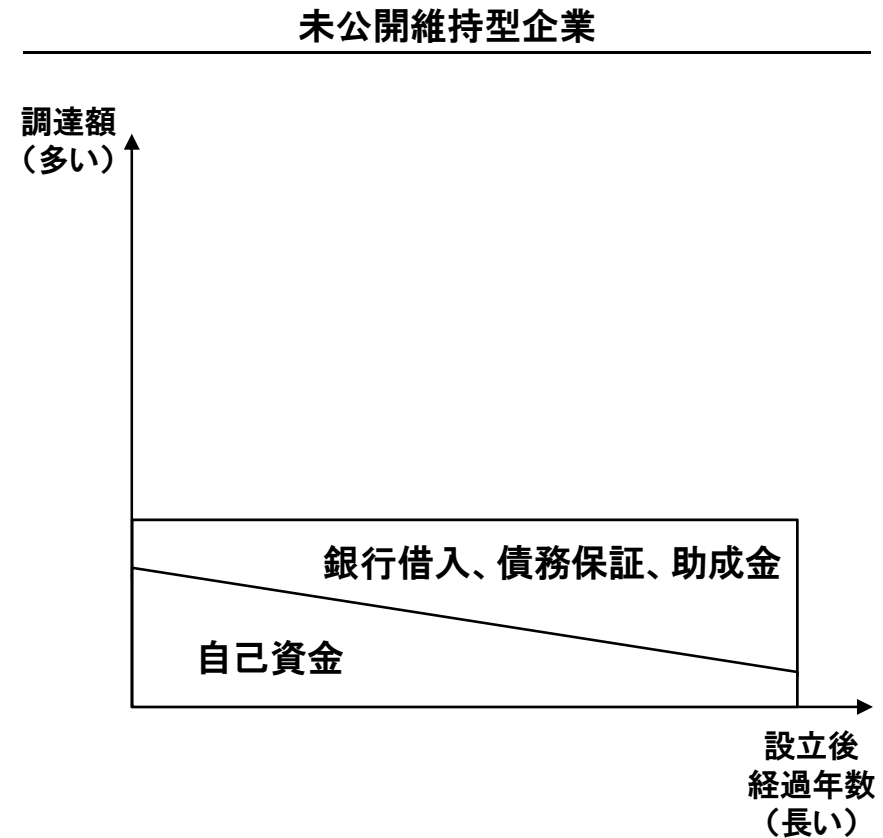 未公開維持型企業
調達額
（多い）
銀行借入、債務保証、助成金
自己資金
設立後
経過年数
（長い）